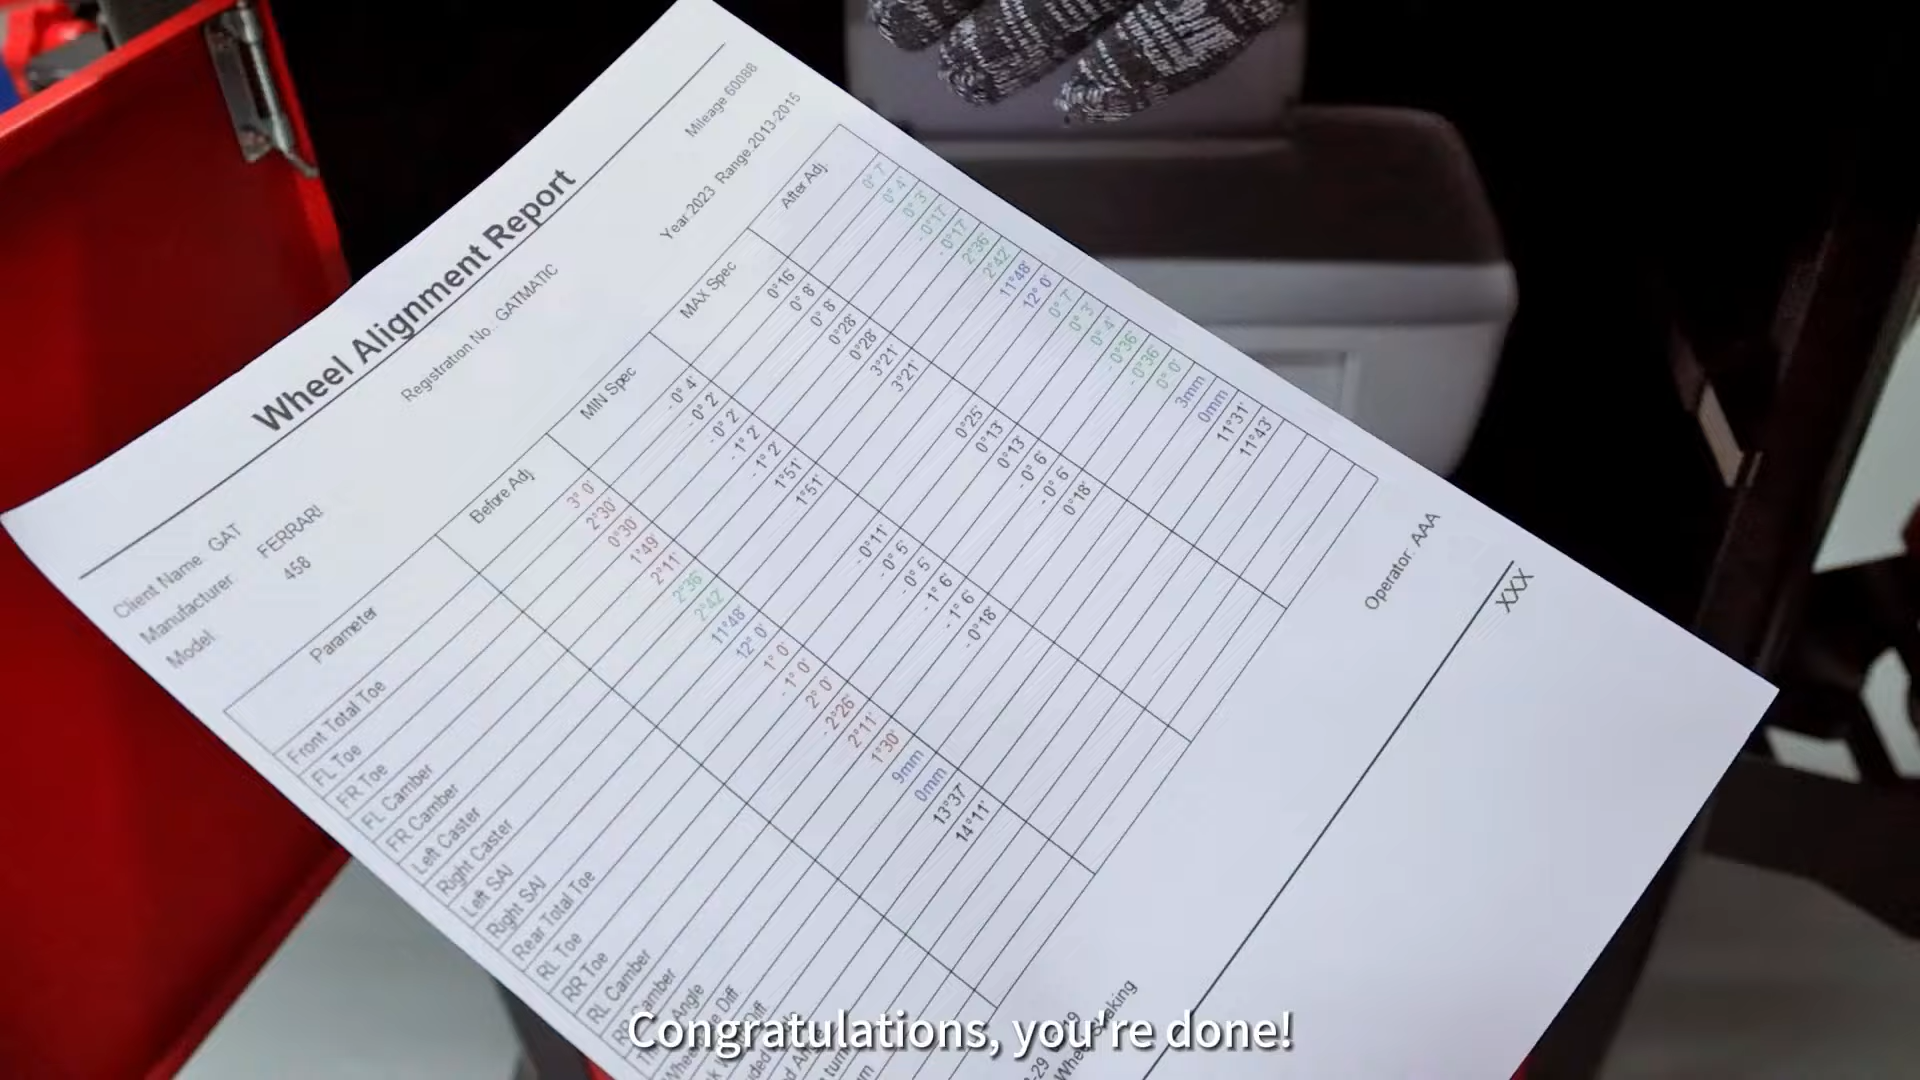 Wheel Alignment Report
Client Name GAT Registration No.: GATMATIC Mileage 60088
Manufacturer FERRARI Year 2023 Range:2013-2015
Model 458
Parameter Before Adj. MIN Spec MAX Spec After Adj.
Front Total Toe 3° 0' - 0° 4' 0°16' 0° 7'
FL Toe 2°30' - 0° 2' 0° 8' 0° 4'
FR Toe 0°30' - 0° 2' 0° 8' 0° 3'
FL Camber 1°49' - 1° 2' 0°28' - 0°17'
FR Camber 2°11' - 1° 2' 0°28' - 0°17'
Left Caster 2°36' 1°51' 3°21' 2°36'
Right Caster 2°42' 1°51' 3°21' 2°42'
Left SAI 11°48' 11°48'
Right SAI 12° 0' 12° 0'
Rear Total Toe 1° 0' - 0°11' 0°25' 0° 7'
RL Toe - 1° 0' - 0° 5' 0°13' 0° 3'
RR Toe 2° 0' - 0° 5' 0°13' 0° 4'
RL Camber - 2°26' - 1° 6' - 0° 6' - 0°36'
RR Camber 2°11' - 1° 6' - 0° 6' - 0°36'
Angle 1°30' - 0°18' 0°18' 0° 0'
Diff 9mm 3mm
Diff 0mm 0mm
13°37' 11°31'
14°11' 11°43'
Operator: AAA
XXX
Congratulations, you're done!